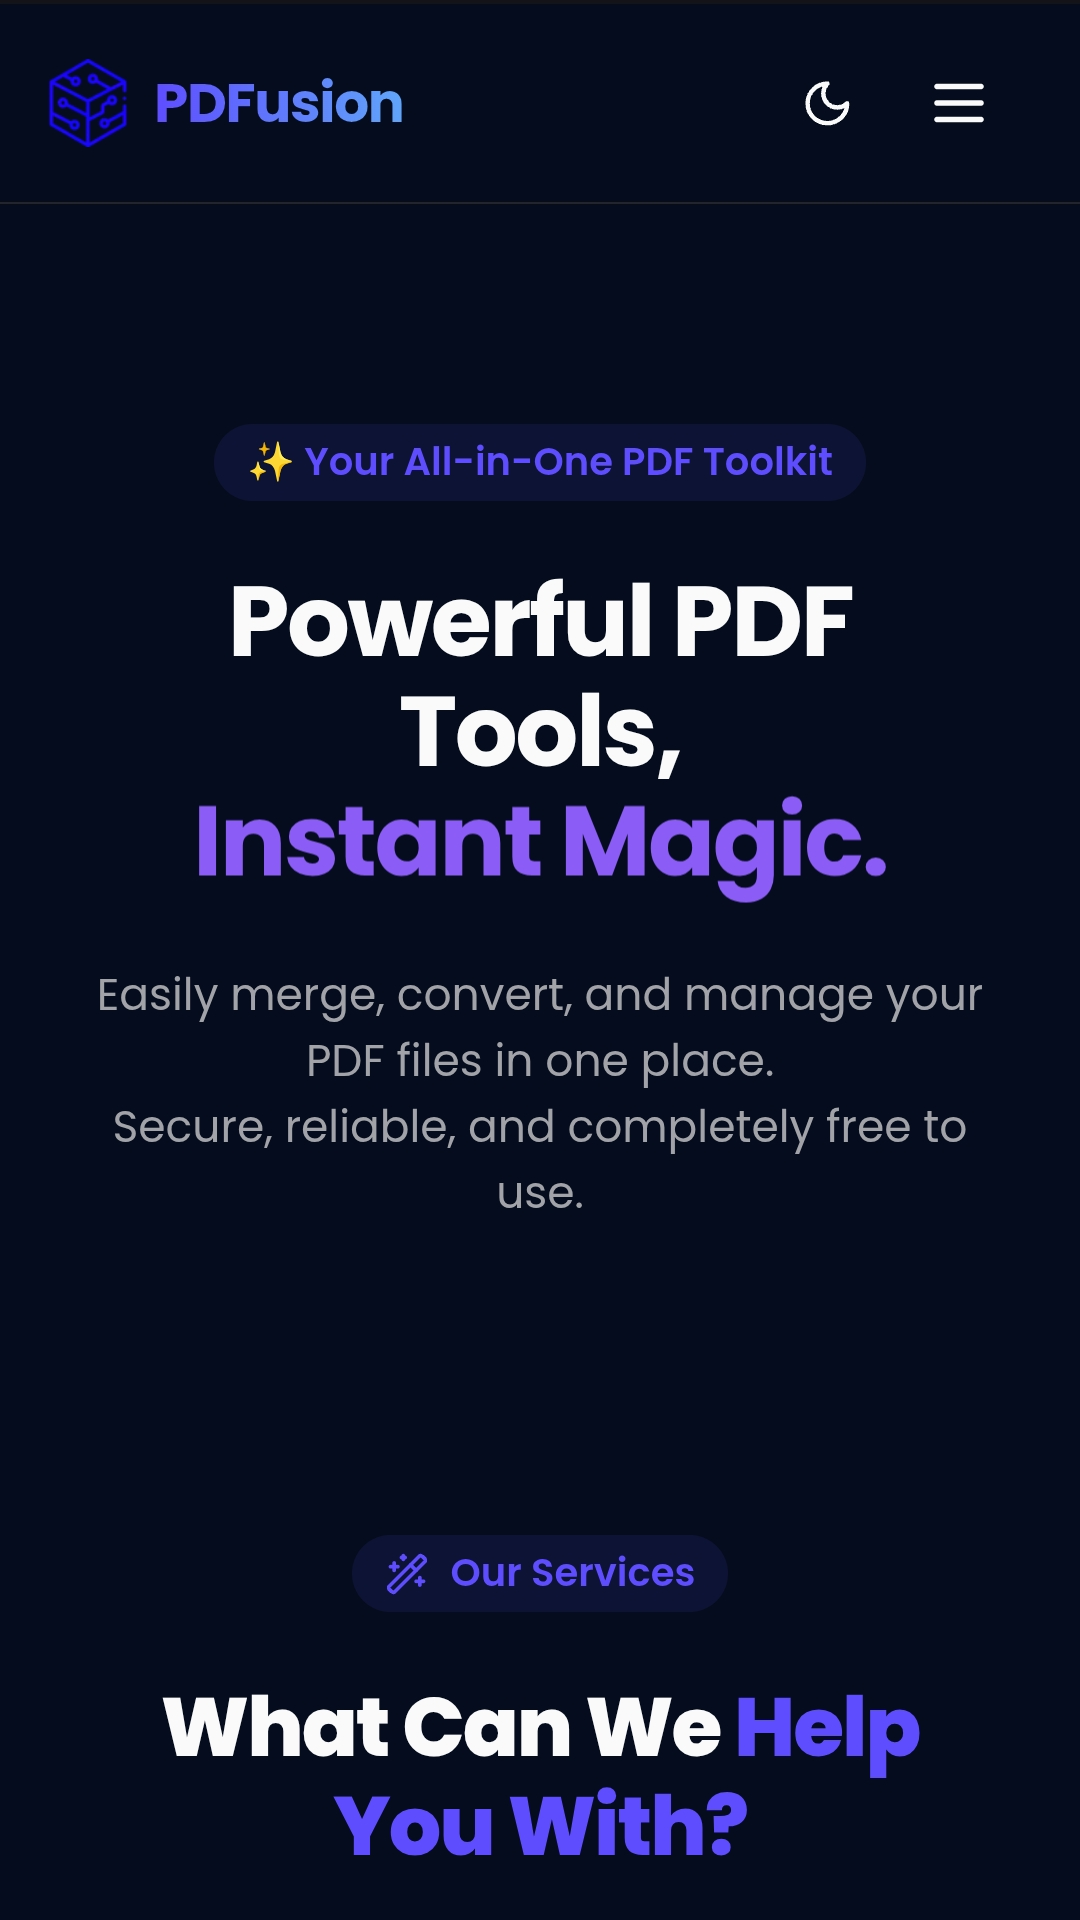 PDFusion
✨ Your All-in-One PDF Toolkit
Powerful PDF
Tools,
Instant Magic.
Easily merge, convert, and manage your
PDF files in one place.
Secure, reliable, and completely free to
use.
Our Services
What Can We Help
You With?